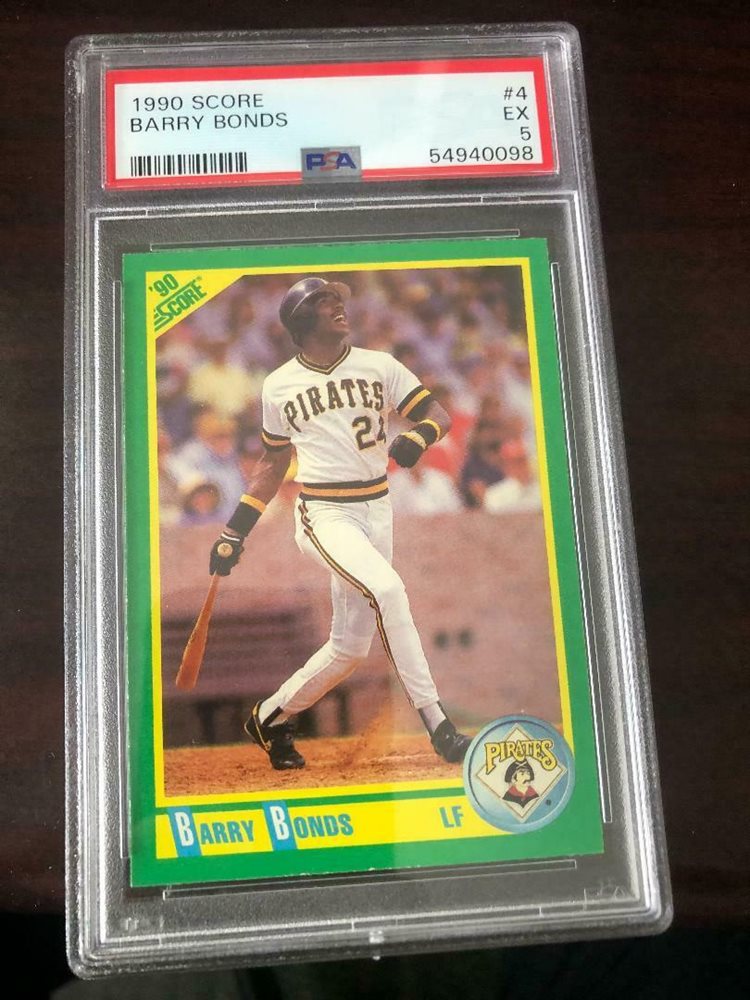 1990 SCORE #4
BARRY BONDS EX
5
PSA 54940098
'90
SCORE
PIRATES
24
PIRATES
BARRY BONDS LF